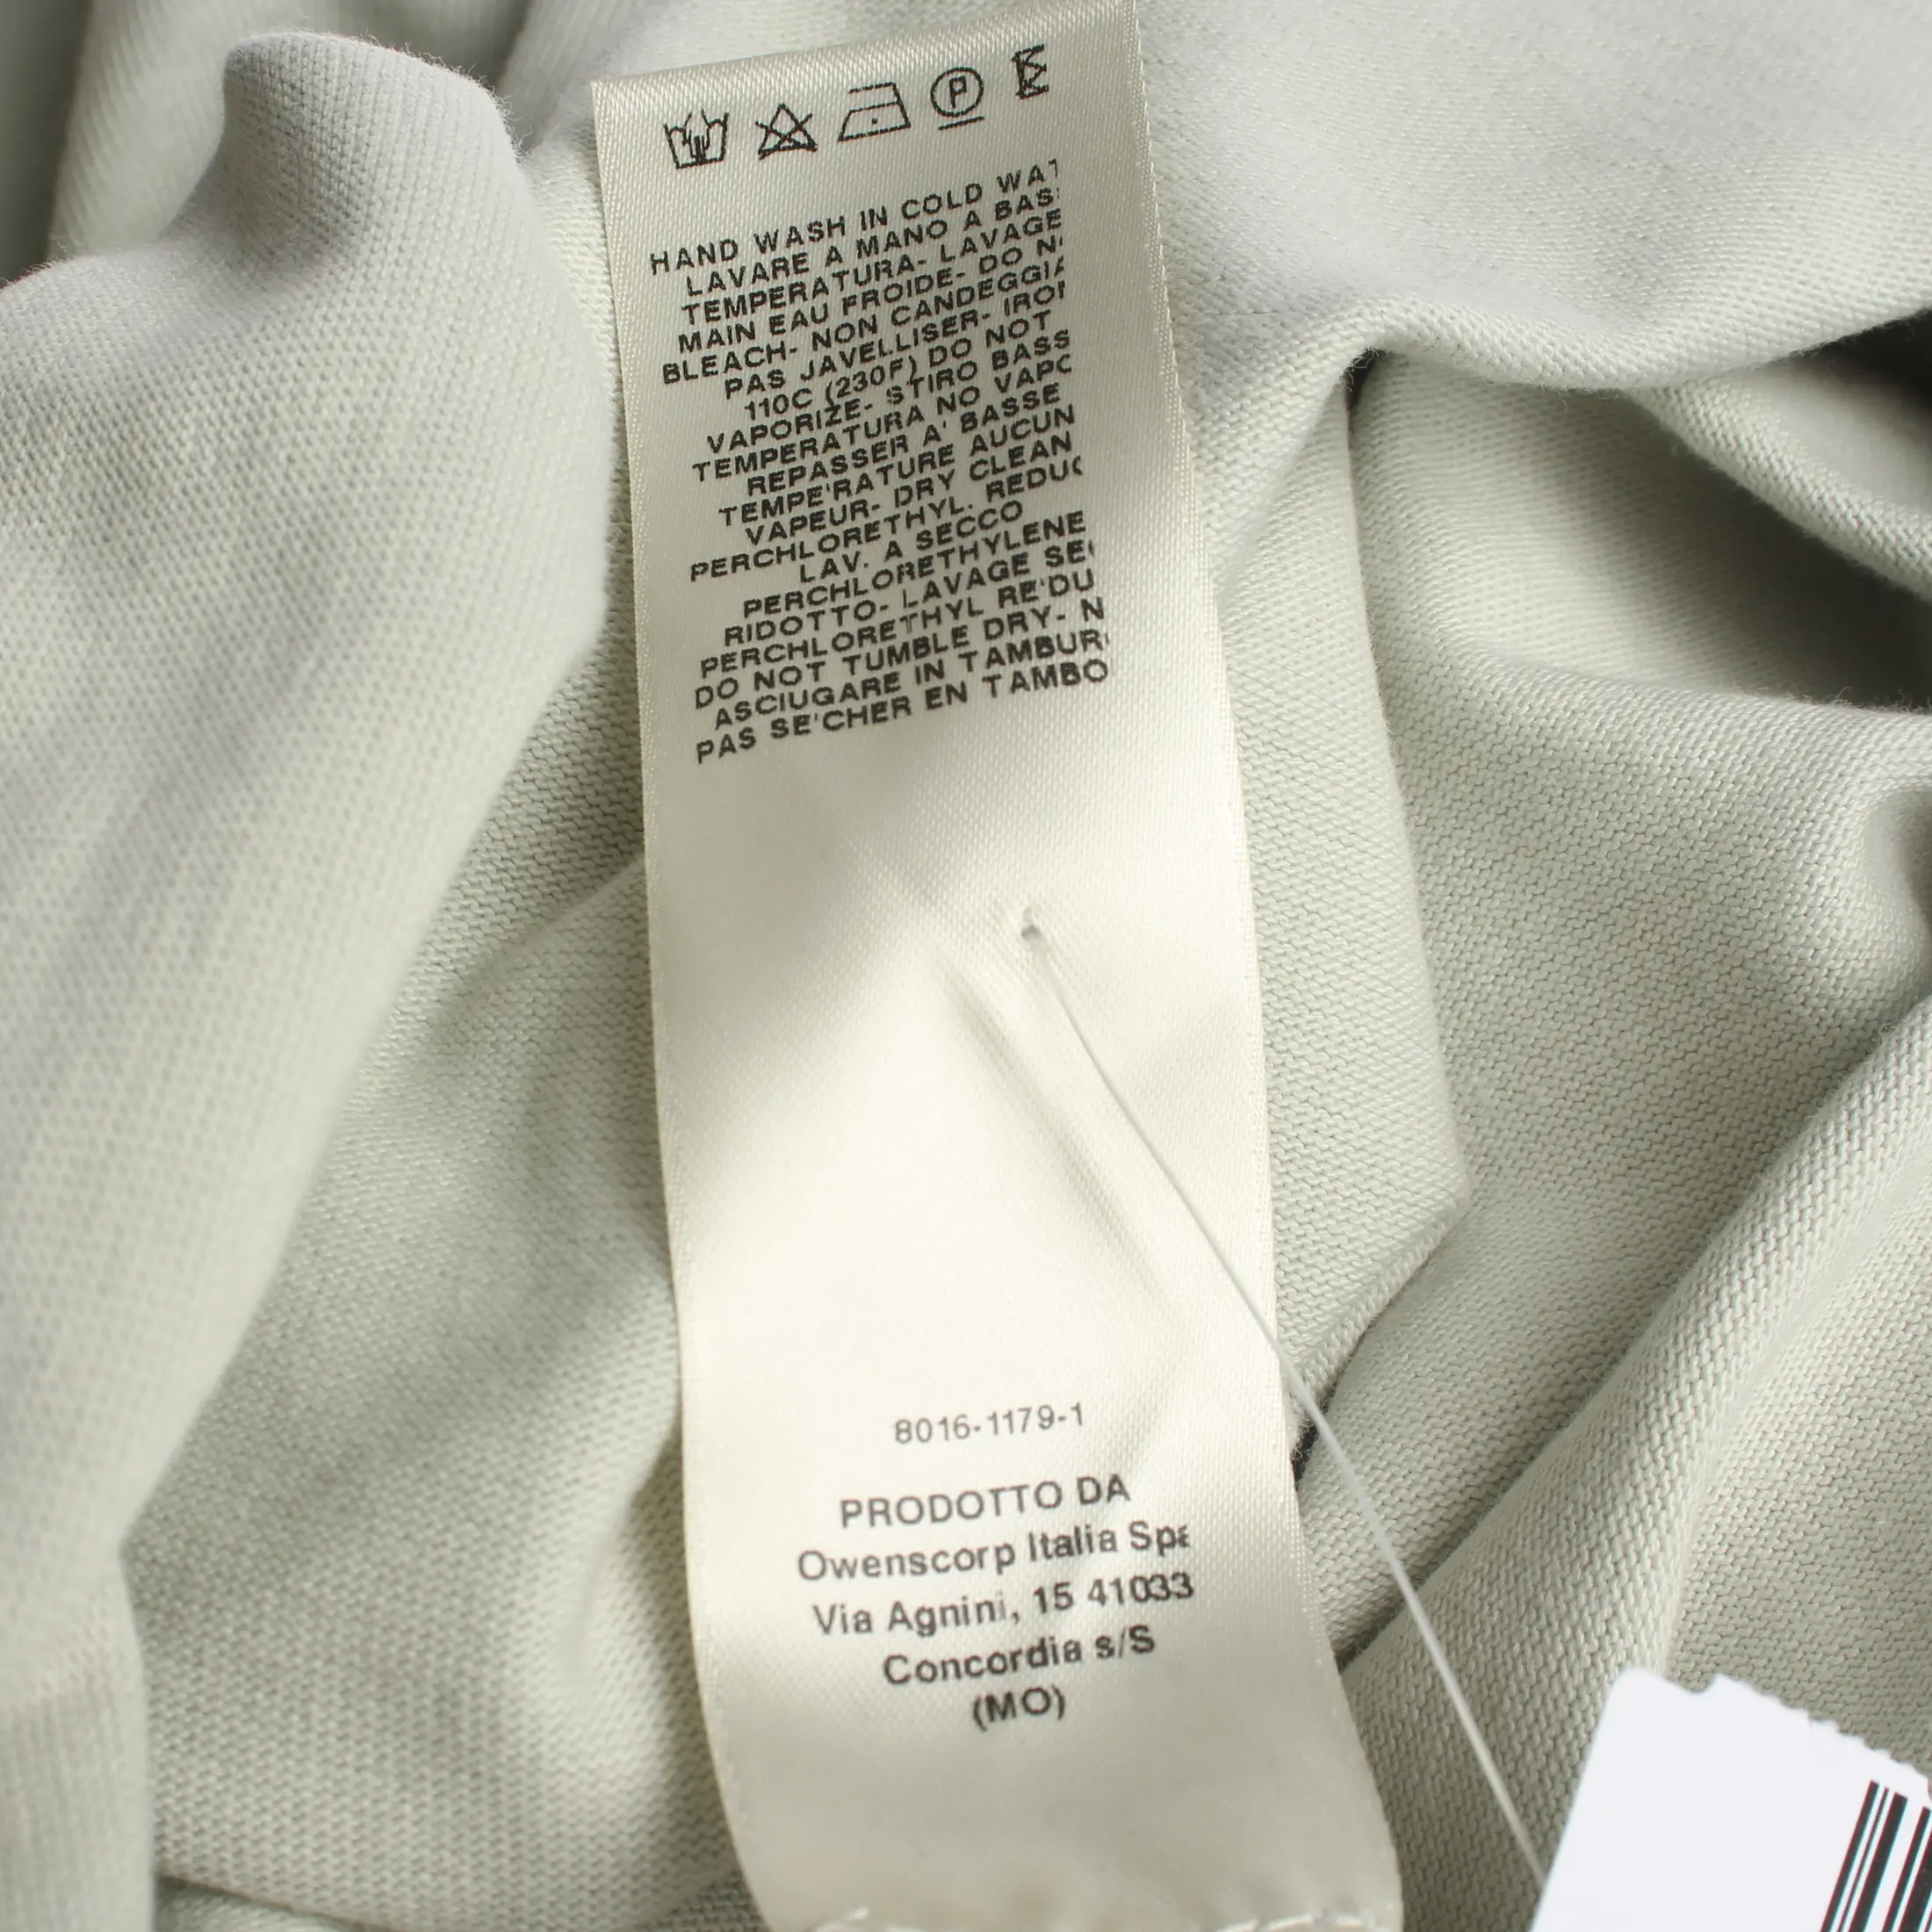 HAND WASH IN COLD WAT
LAVARE A MANO A BAS
TEMPERATURA- LAVAGE
MAIN EAU FROIDE- DO N
BLEACH- NON CANDEGGIA
PAS JAVELLISER- IRON
110C (230F) DO NOT
VAPORIZE- STIRO BASS
TEMPERATURA NO VAPO
REPASSER A' BASSE
TEMPE'RATURE AUCUN
VAPEUR- DRY CLEAN
PERCHLORETHYL. REDUC
LAV. A SECCO
PERCHLORETHYLENE
RIDOTTO- LAVAGE SEC
PERCHLORETHYL RE'DU
DO NOT TUMBLE DRY- N
ASCIUGARE IN TAMBUR
PAS SE'CHER EN TAMBO
8016-1179-1
PRODOTTO DA
Owenscorp Italia Spa
Via Agnini, 15 41033
Concordia s/S
(MO)